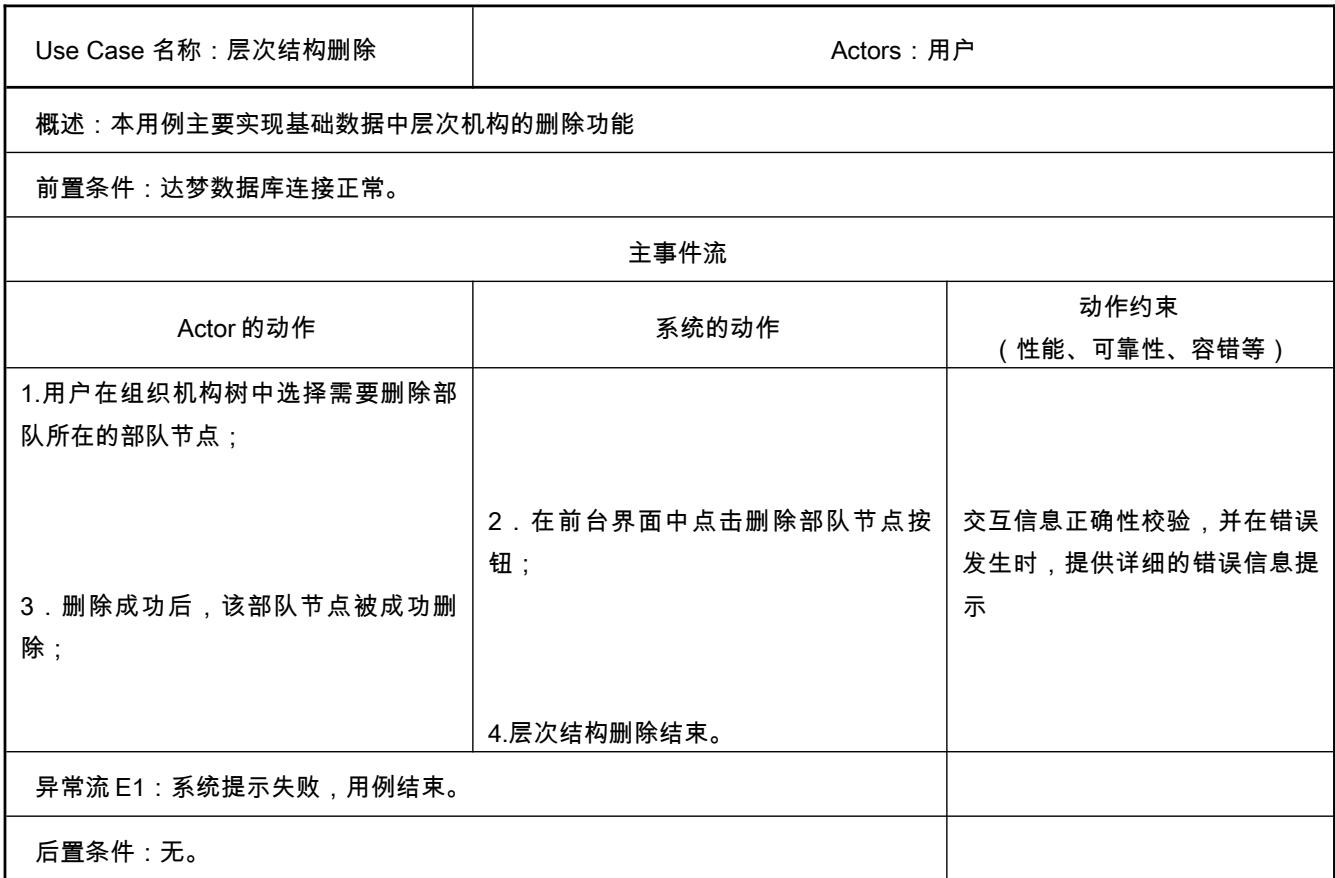 Use Case 名称：层次结构删除
Actors：用户
概述：本用例主要实现基础数据中层次机构的删除功能
前置条件：达梦数据库连接正常。
主事件流
Actor 的动作
系统的动作
动作约束
（性能、可靠性、容错等）
1.用户在组织机构树中选择需要删除部
队所在的部队节点；
2．在前台界面中点击删除部队节点按
钮；
3．删除成功后，该部队节点被成功删
除；
4.层次结构删除结束。
交互信息正确性校验，并在错误
发生时，提供详细的错误信息提
示
异常流 E1：系统提示失败，用例结束。
后置条件：无。